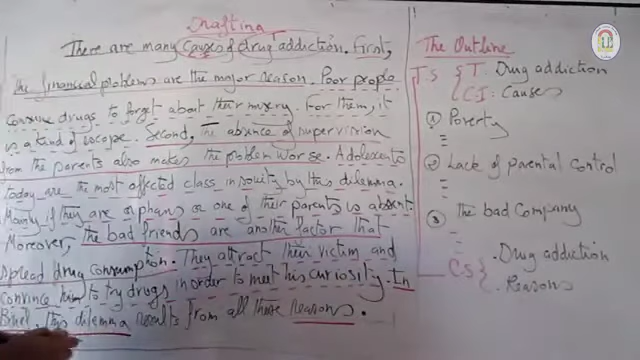 Drafting
There are many causes of drug addiction. First,
The financial problems are the major reason. Poor people
consume drugs to forget about their misery. For them, it
is a kind of escape. Second, The absence of supervision
from the parents also makes the problem worse. Adolescents
today are the most affected class in souity by this dilemma.
Mainly if they are orphans or one of their parents is absent.
Moreover, the bad friends are another factor that
spread drug consumption. They attract their victim and
convince him to try drugs in order to meet his curiosity. In
Brief. this dilemma results from all these reasons.
The Outline
TS { T. Drug addiction
C.I: Causes
1 Poverty
2 Lack of parental control
3 The bad Company
CS { . Drug addiction
. Reasons